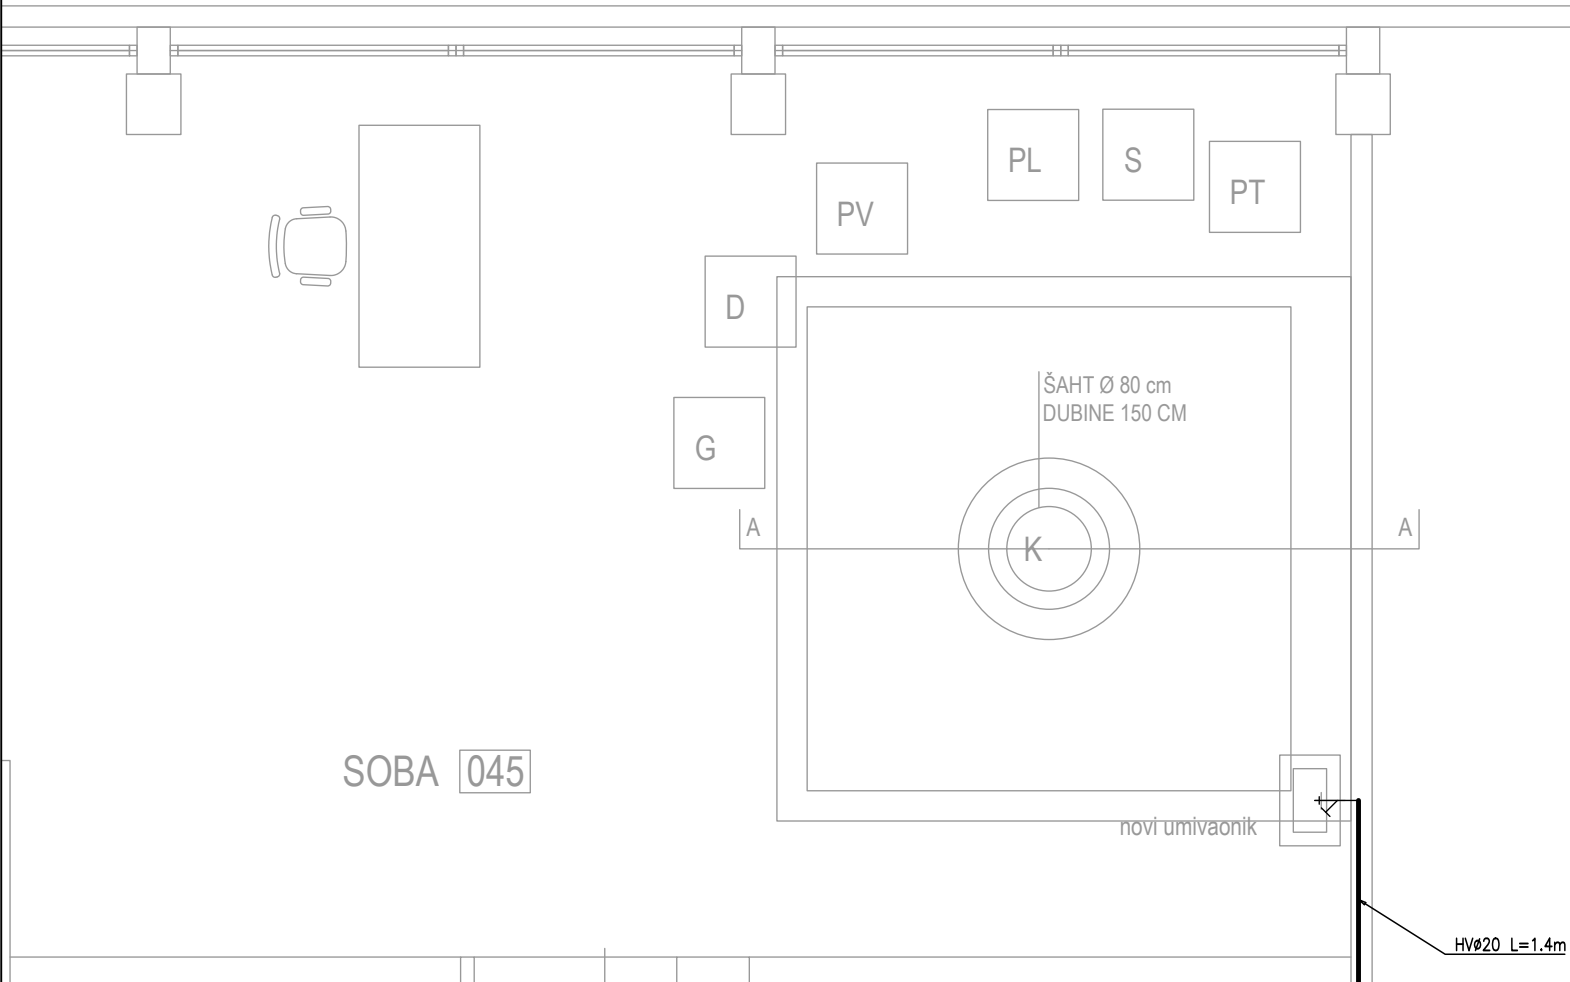 PL
S
PT
PV
D
ŠAHT Ø 80 cm
DUBINE 150 CM
G
A
A
K
SOBA 045
novi umivaonik
HVø20 L=1.4m